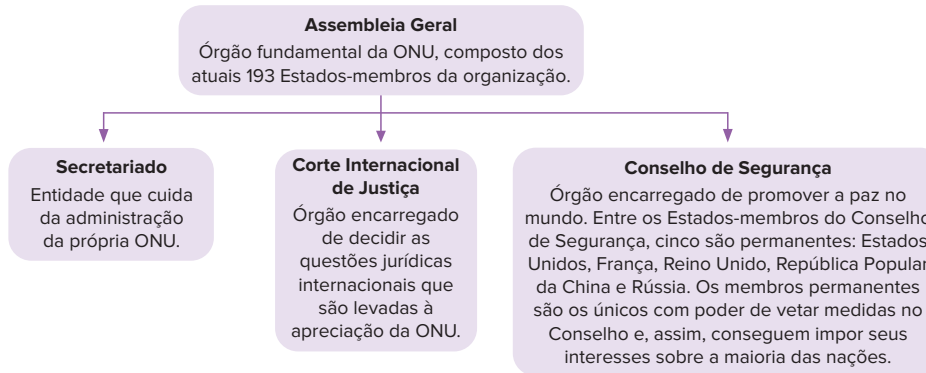 Assembleia Geral
Órgão fundamental da ONU, composto dos
atuais 193 Estados-membros da organização.
Secretariado
Entidade que cuida
da administração
da própria ONU.
Corte Internacional
de Justiça
Órgão encarregado
de decidir as
questões jurídicas
internacionais que
são levadas à
apreciação da ONU.
Conselho de Segurança
Órgão encarregado de promover a paz no
mundo. Entre os Estados-membros do Conselho
de Segurança, cinco são permanentes: Estados
Unidos, França, Reino Unido, República Popular
da China e Rússia. Os membros permanentes
são os únicos com poder de vetar medidas no
Conselho e, assim, conseguem impor seus
interesses sobre a maioria das nações.